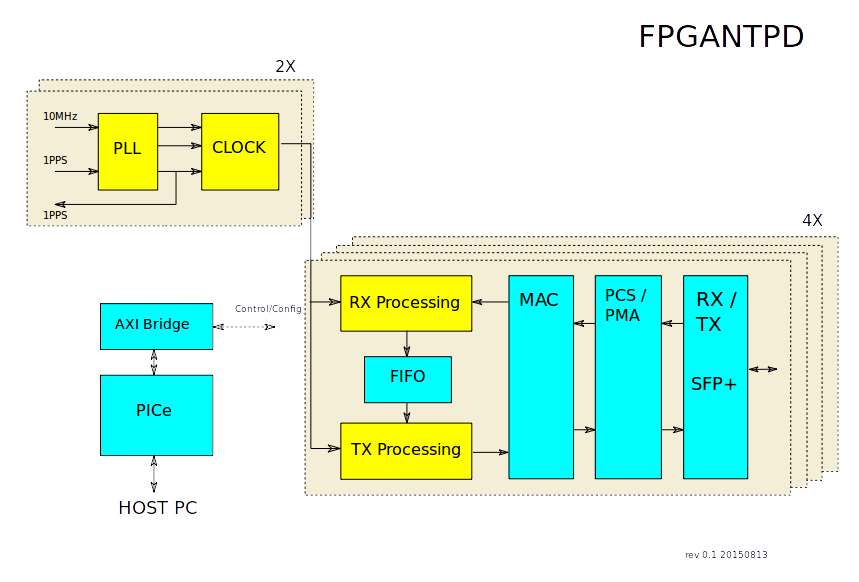 FPGANTPD
2X
10MHz
PLL
CLOCK
1PPS
1PPS
4X
Control/Config
AXI Bridge
PICe
HOST PC
RX Processing
FIFO
TX Processing
MAC
PCS /
PMA
RX /
TX
SFP+
rev 0.1 20150813